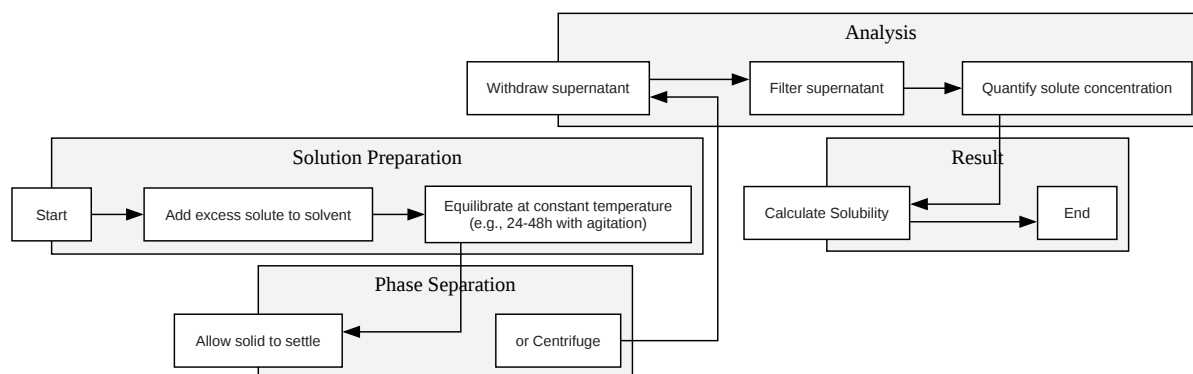 Analysis
Withdraw supernatant
Filter supernatant
Quantify solute concentration
Solution Preparation
Start
Add excess solute to solvent
Equilibrate at constant temperature
(e.g., 24-48h with agitation)
Result
Calculate Solubility
End
Phase Separation
Allow solid to settle
or Centrifuge